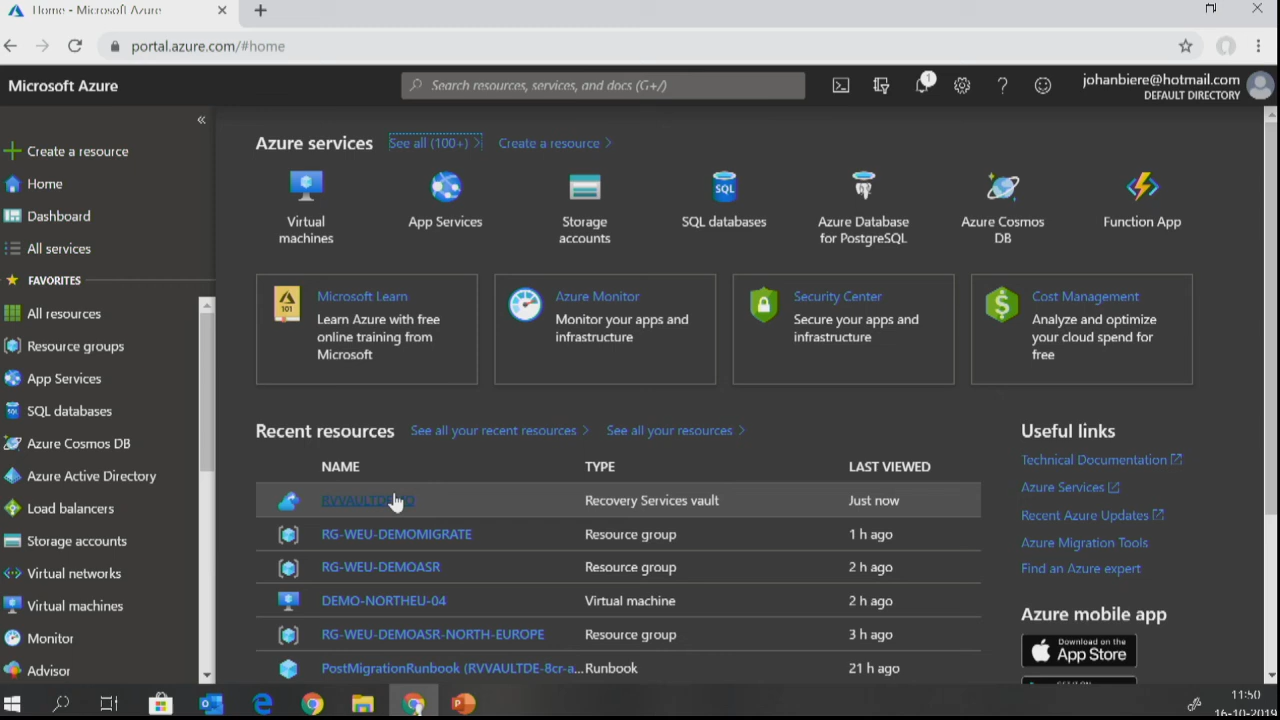 Home - Microsoft Azure
portal.azure.com/#home
Microsoft Azure
Search resources, services, and docs (G+/)
1
johanbiere@hotmail.com
DEFAULT DIRECTORY
Create a resource
Home
Dashboard
All services
FAVORITES
All resources
Resource groups
App Services
SQL databases
Azure Cosmos DB
Azure Active Directory
Load balancers
Storage accounts
Virtual networks
Virtual machines
Monitor
Advisor
Azure services
See all (100+)
Create a resource
Virtual
machines
App Services
Storage
accounts
SQL
SQL databases
Azure Database
for PostgreSQL
Azure Cosmos
DB
Function App
101
Microsoft Learn
Learn Azure with free
online training from
Microsoft
Azure Monitor
Monitor your apps and
infrastructure
Security Center
Secure your apps and
infrastructure
Cost Management
Analyze and optimize
your cloud spend for
free
Recent resources
See all your recent resources
See all your resources
NAME TYPE LAST VIEWED
RVVAULTDEMO Recovery Services vault Just now
RG-WEU-DEMOMIGRATE Resource group 1 h ago
RG-WEU-DEMOASR Resource group 2 h ago
DEMO-NORTHEU-04 Virtual machine 2 h ago
RG-WEU-DEMOASR-NORTH-EUROPE Resource group 3 h ago
PostMigrationRunbook (RVVAULTDE-8cr-a... Runbook 21 h ago
Useful links
Technical Documentation
Azure Services
Recent Azure Updates
Azure Migration Tools
Find an Azure expert
Azure mobile app
Download on the
App Store
11:50
16-10-2019